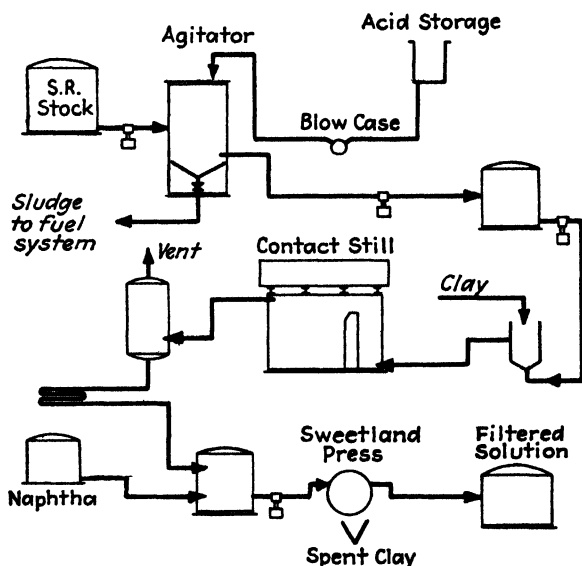 Acid Storage
Agitator
S.R.
Stock
Blow Case
Sludge
to fuel
system
Vent
Contact Still
Clay
Sweetland
Press
Filtered
Solution
Naphtha
Spent Clay